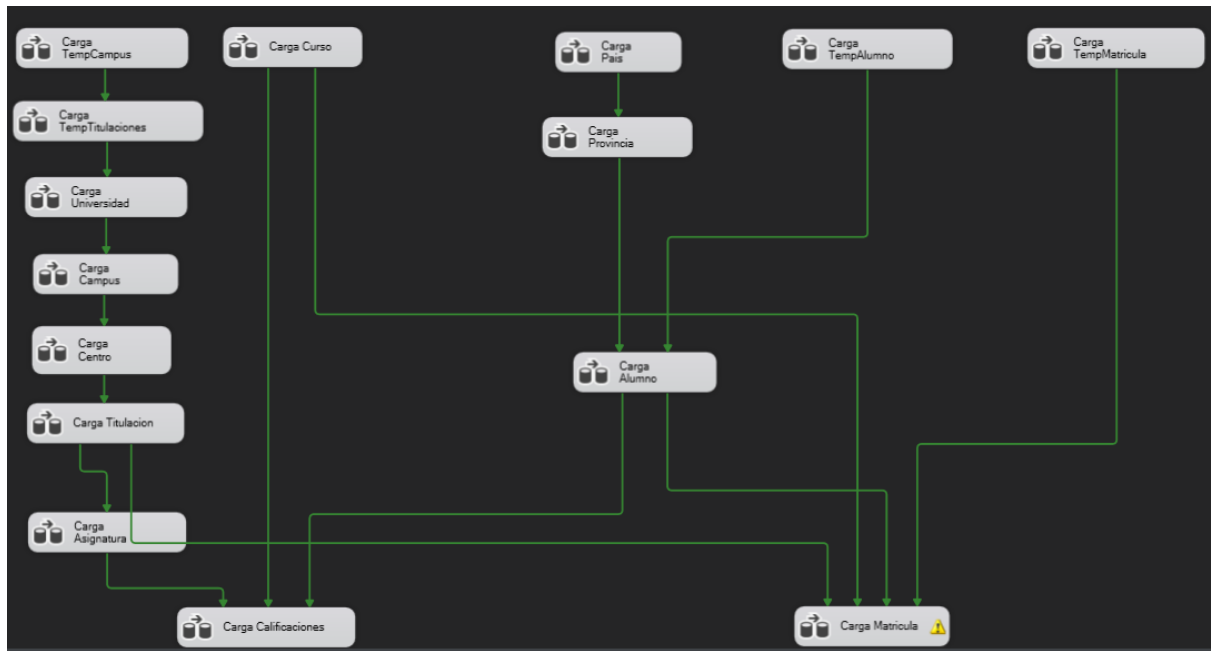 Carga
TempCampus
Carga Curso
Carga
Pais
Carga
TempAlumno
Carga
TempMatricula
Carga
TempTitulaciones
Carga
Provincia
Carga
Universidad
Carga
Campus
Carga
Centro
Carga
Alumno
Carga Titulacion
Carga
Asignatura
Carga Calificaciones
Carga Matricula